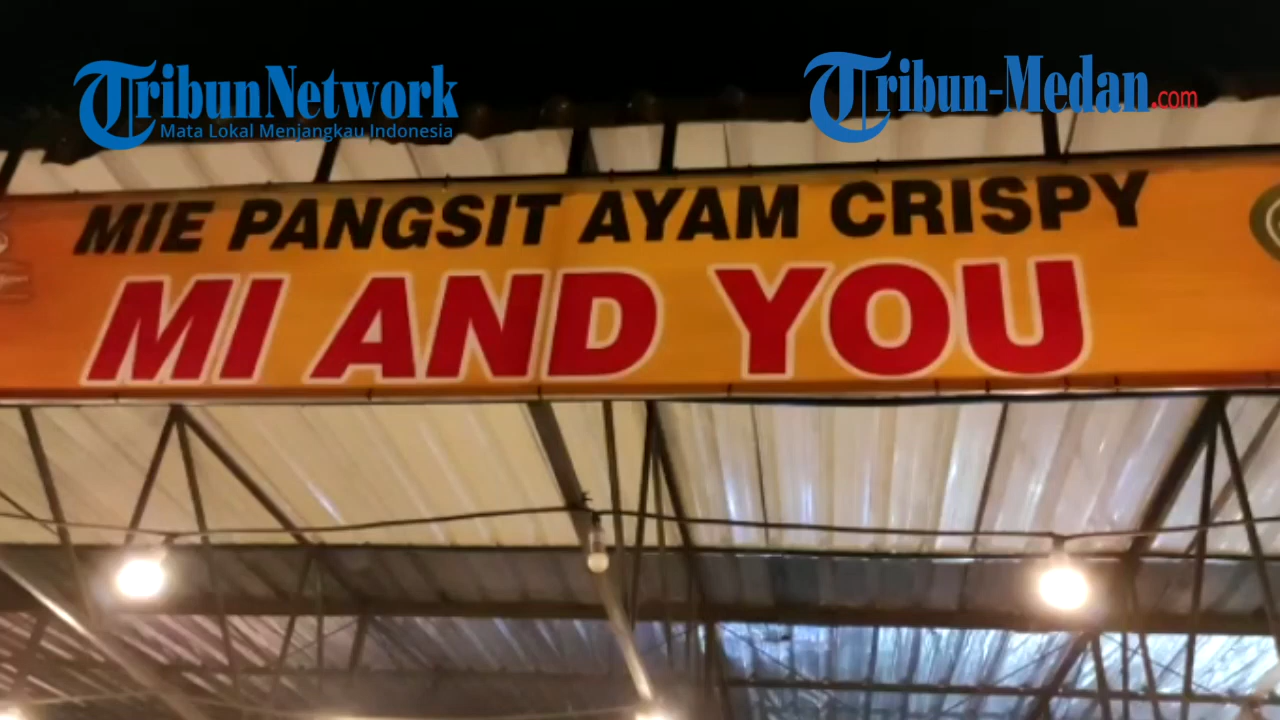 TribunNetwork
Mata Lokal Menjangkau Indonesia
Tribun-Medan.com
MIE PANGSIT AYAM CRISPY
MI AND YOU